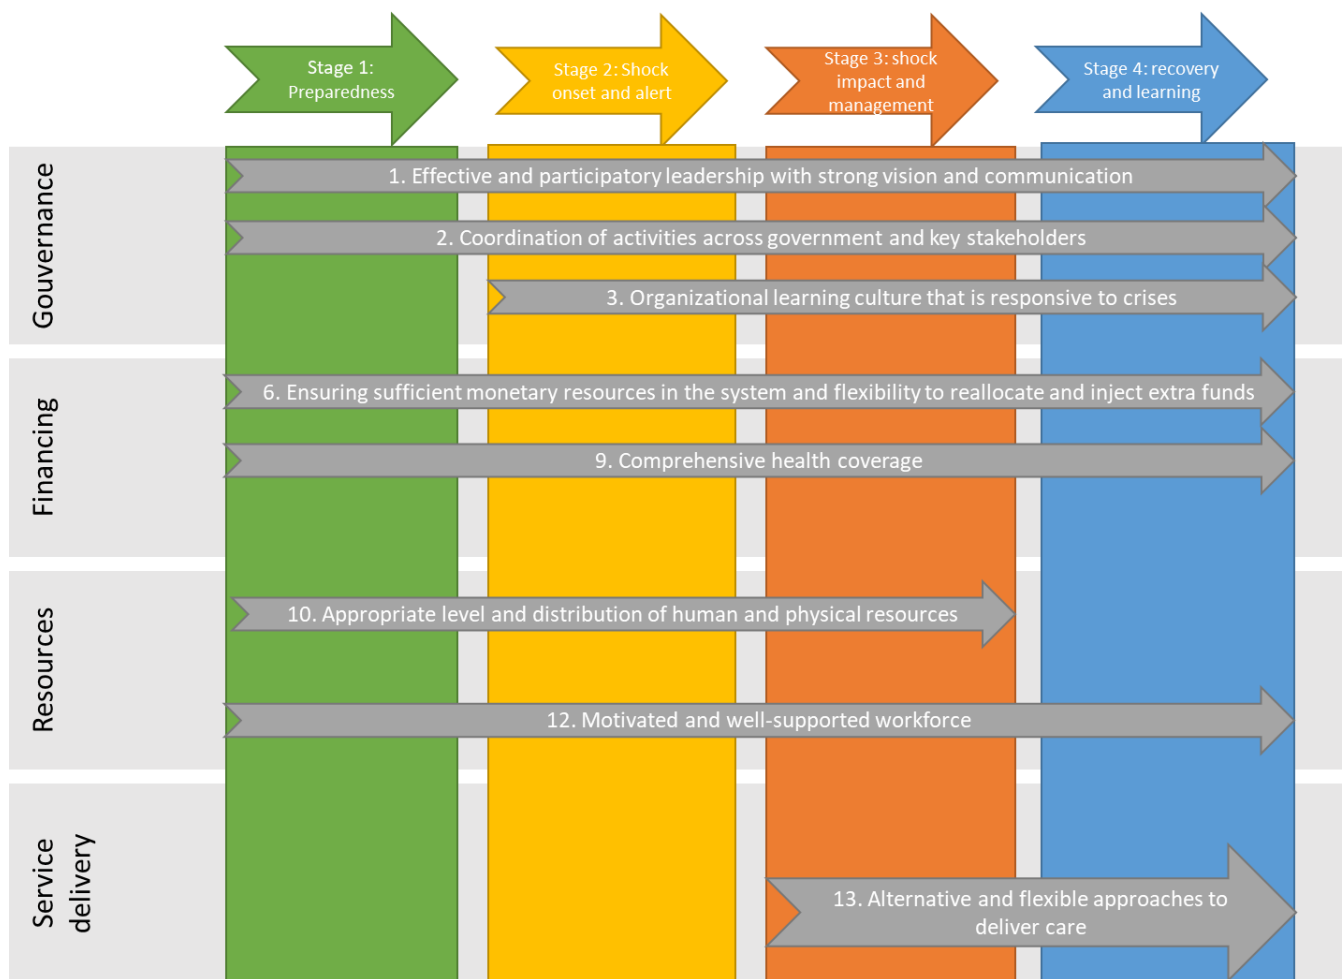 Stage 1:
Preparedness
Stage 2: Shock
onset and alert
Stage 3: shock
impact and
management
Stage 4: recovery
and learning
Gouvernance
1. Effective and participatory leadership with strong vision and communication
2. Coordination of activities across government and key stakeholders
3. Organizational learning culture that is responsive to crises
Financing
6. Ensuring sufficient monetary resources in the system and flexibility to reallocate and inject extra funds
9. Comprehensive health coverage
Resources
10. Appropriate level and distribution of human and physical resources
12. Motivated and well-supported workforce
Service
delivery
13. Alternative and flexible approaches to
deliver care